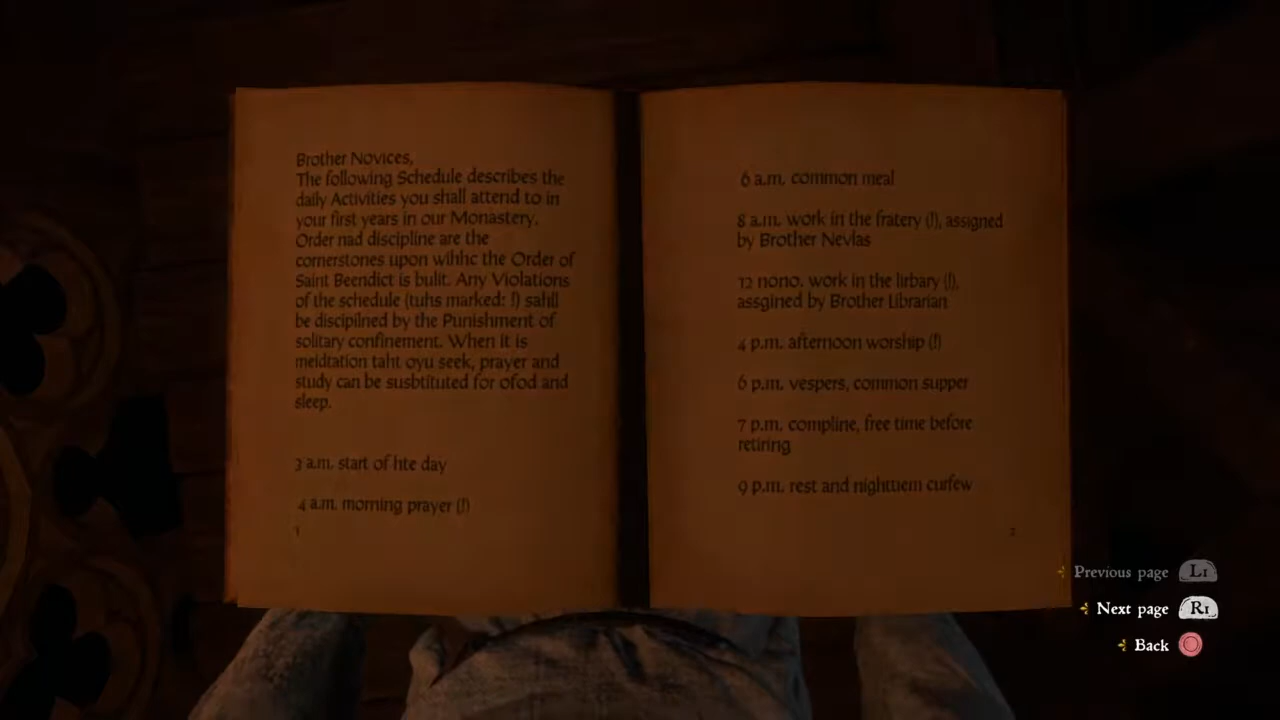 Brother Novices,
The following Schedule describes the
daily Activities you shall attend to in
your first years in our Monastery.
Order nad discipline are the
cornerstones upon wihhc the Order of
Saint Beendict is bulit. Any Violations
of the schedule (tuhs marked: !) sahll
be discipilned by the Punishment of
solitary confinement. When it is
meidtation taht oyu seek, prayer and
study can be susbtituted for ofod and
sleep.
3 a.m. start of hte day
4 a.m. morning prayer (!)
1
6 a.m. common meal
8 a.m. work in the fratery (!), assigned
by Brother Nevlas
12 nono. work in the lirbary (!),
assgined by Brother Librarian
4 p.m. afternoon worship (!)
6 p.m. vespers, common supper
7 p.m. compline, free time before
retiring
9 p.m. rest and nighttiem curfew
2
Previous page L1
Next page R1
Back